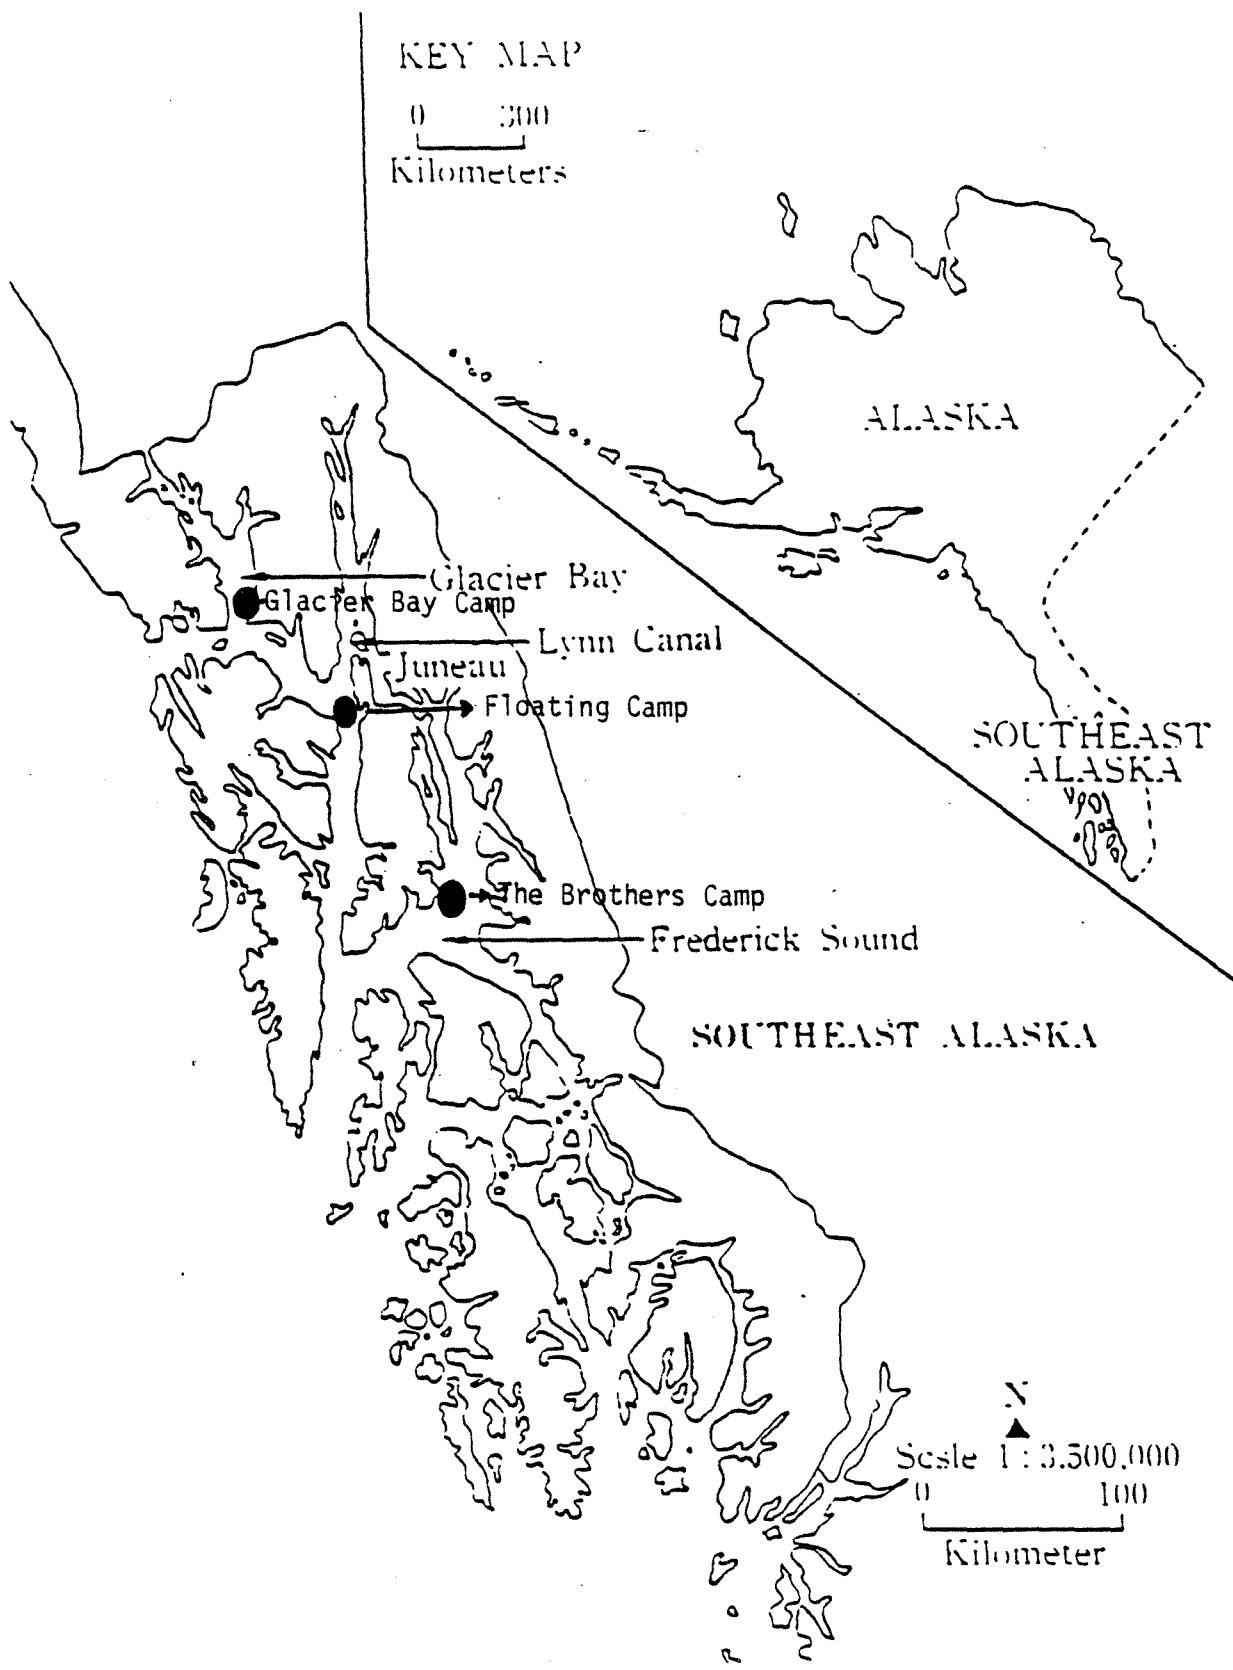 KEY MAP
0 300
Kilometers
ALASKA
Glacier Bay
Glacier Bay Camp
Lynn Canal
Juneau
Floating Camp
SOUTHEAST
ALASKA
The Brothers Camp
Frederick Sound
SOUTHEAST ALASKA
N
Scale 1 : 3,500,000
0 100
Kilometer